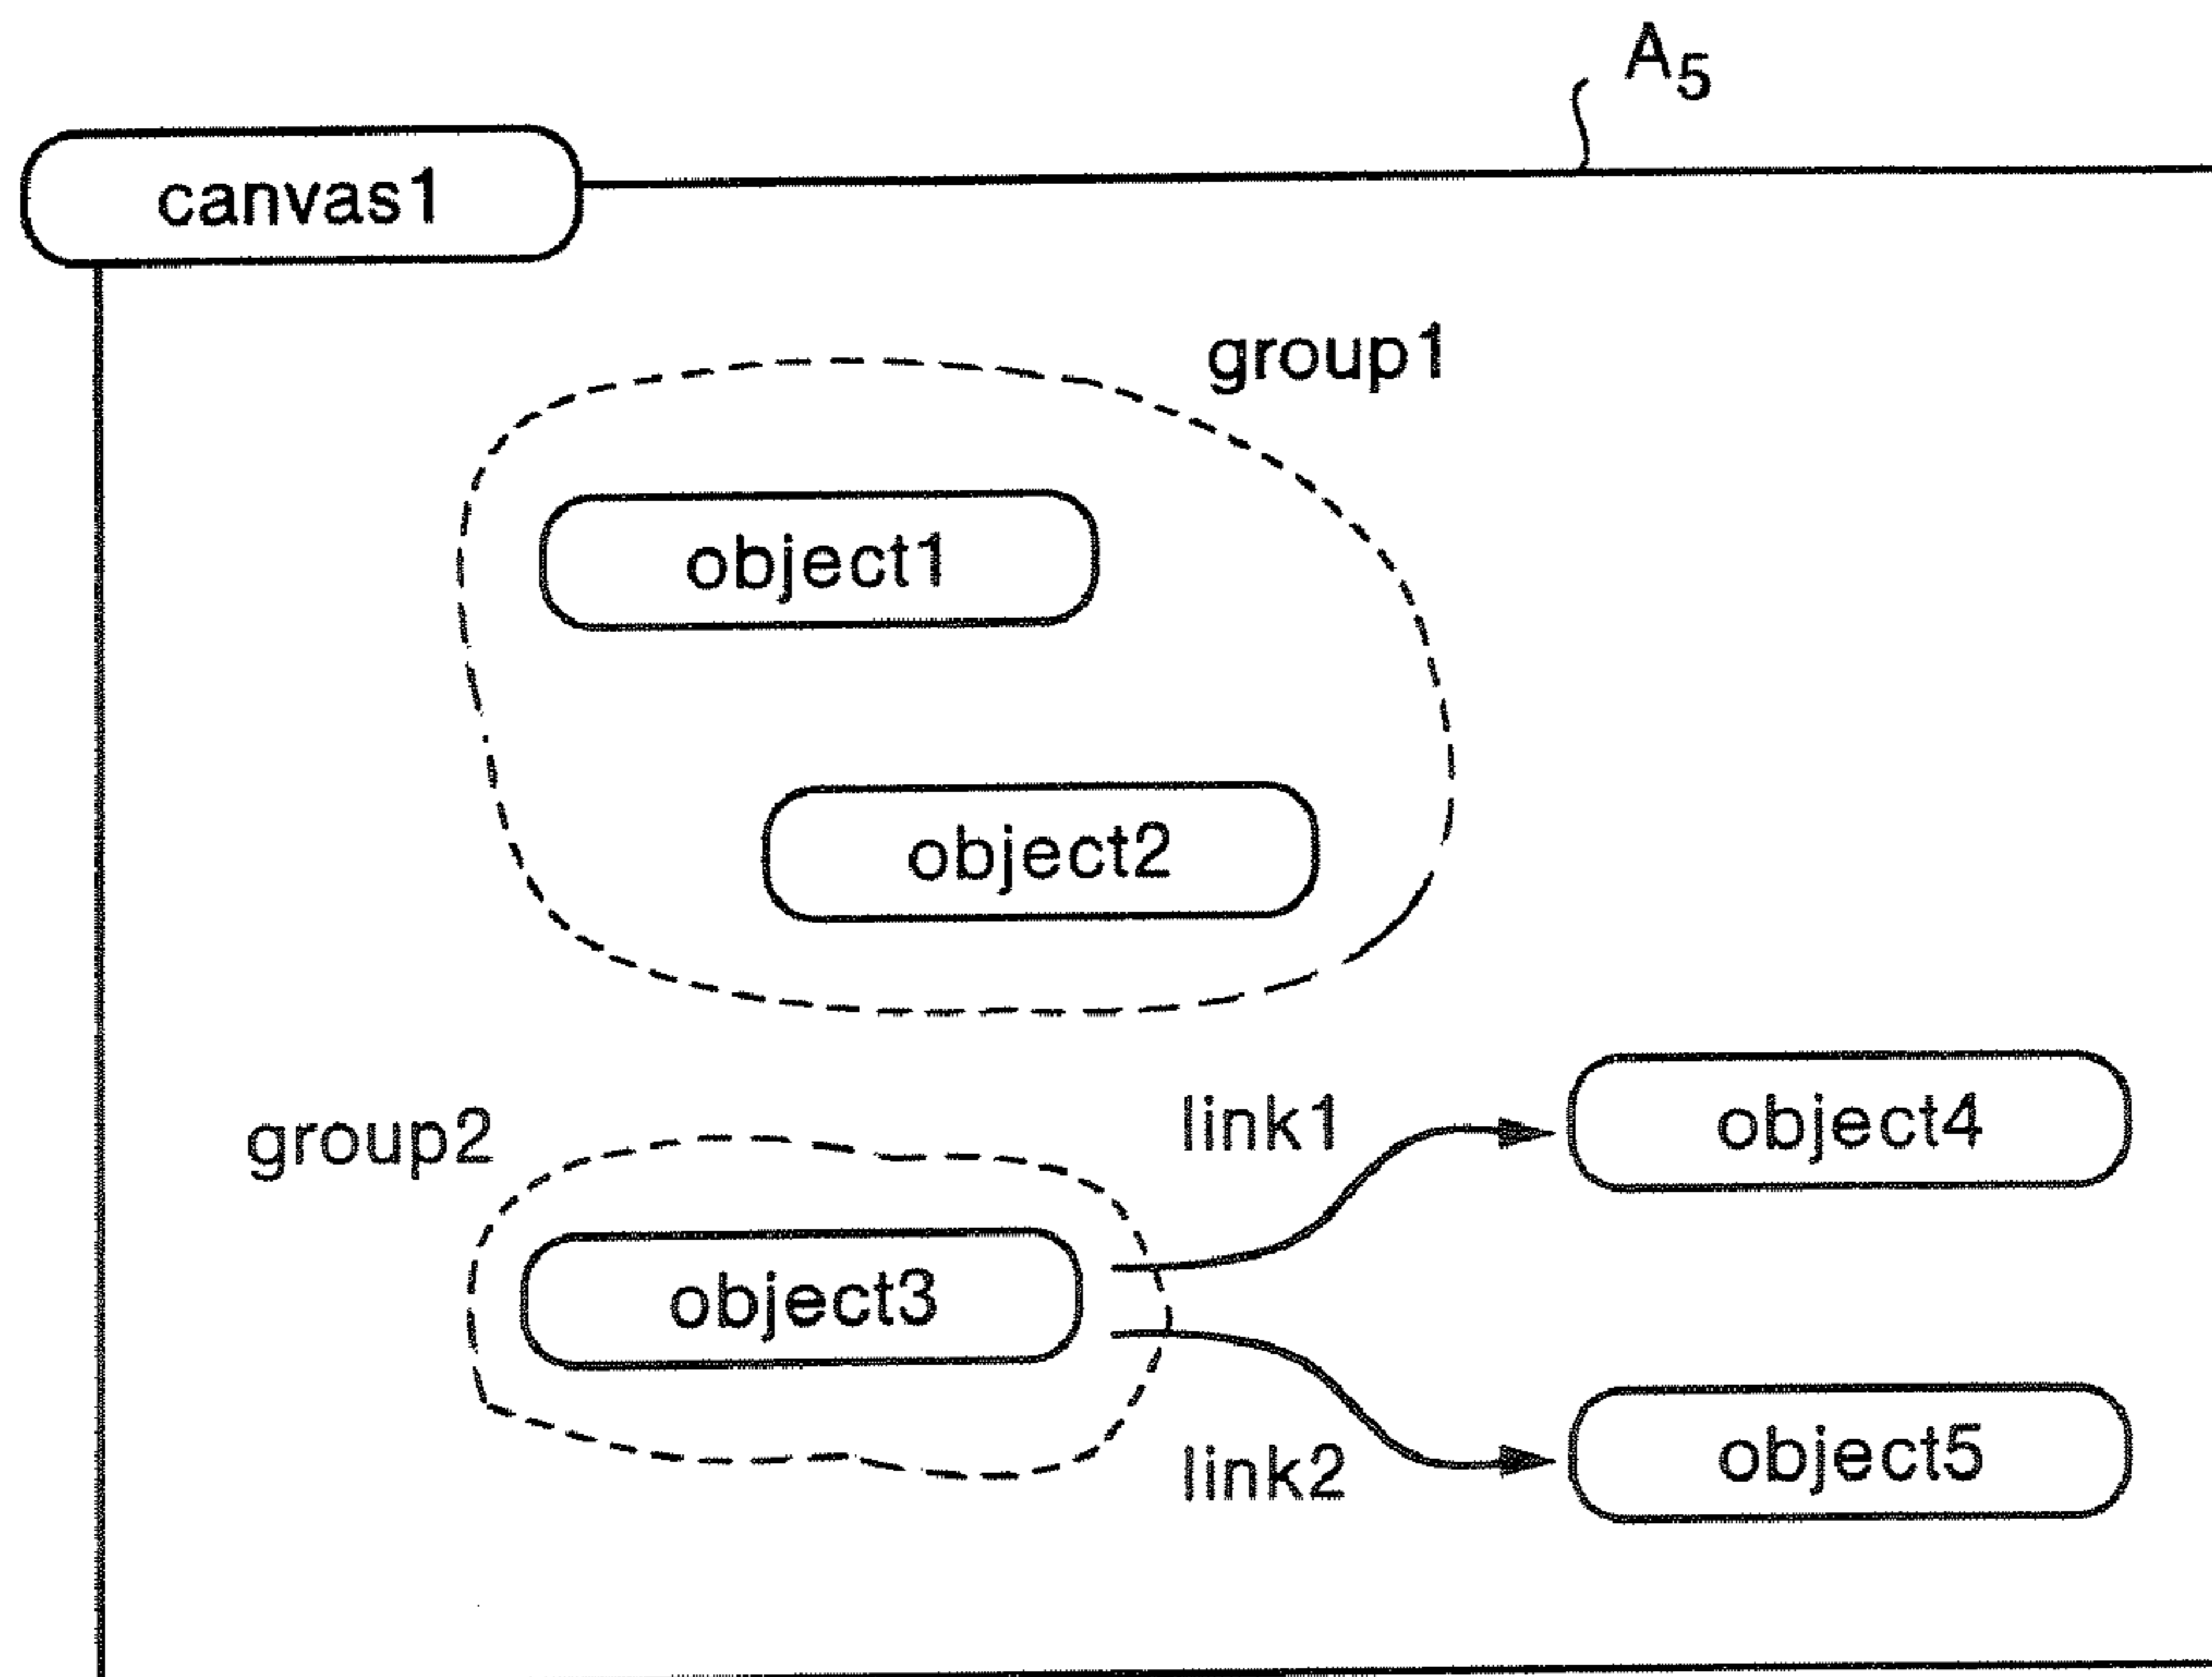 A5
canvas1
group1
object1
object2
group2
link1
object4
object3
link2
object5